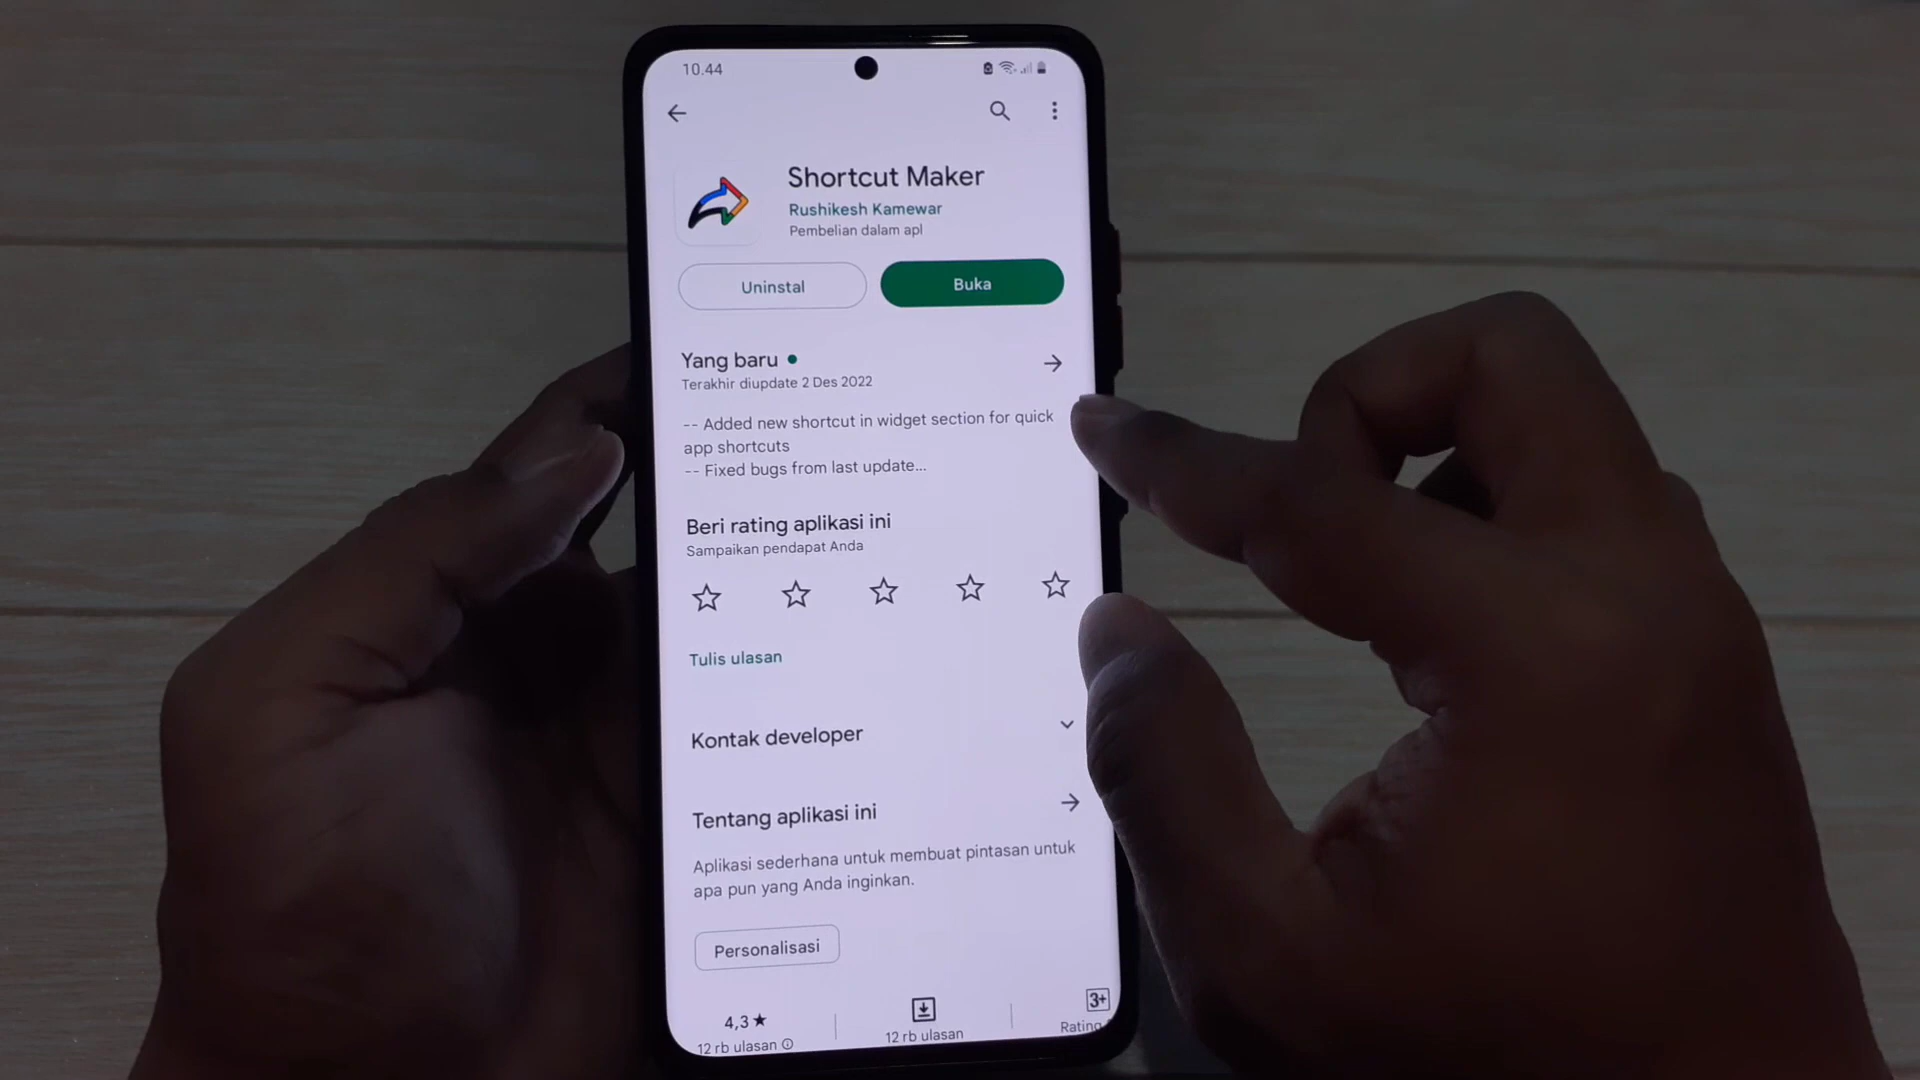 10.44
Shortcut Maker
Rushikesh Kamewar
Pembelian dalam apl
Uninstal
Buka
Yang baru
Terakhir diupdate 2 Des 2022
-- Added new shortcut in widget section for quick
app shortcuts
-- Fixed bugs from last update...
Beri rating aplikasi ini
Sampaikan pendapat Anda
Tulis ulasan
Kontak developer
Tentang aplikasi ini
Aplikasi sederhana untuk membuat pintasan untuk
apa pun yang Anda inginkan.
Personalisasi
4,3★
12 rb ulasan
12 rb ulasan
3+
Rating